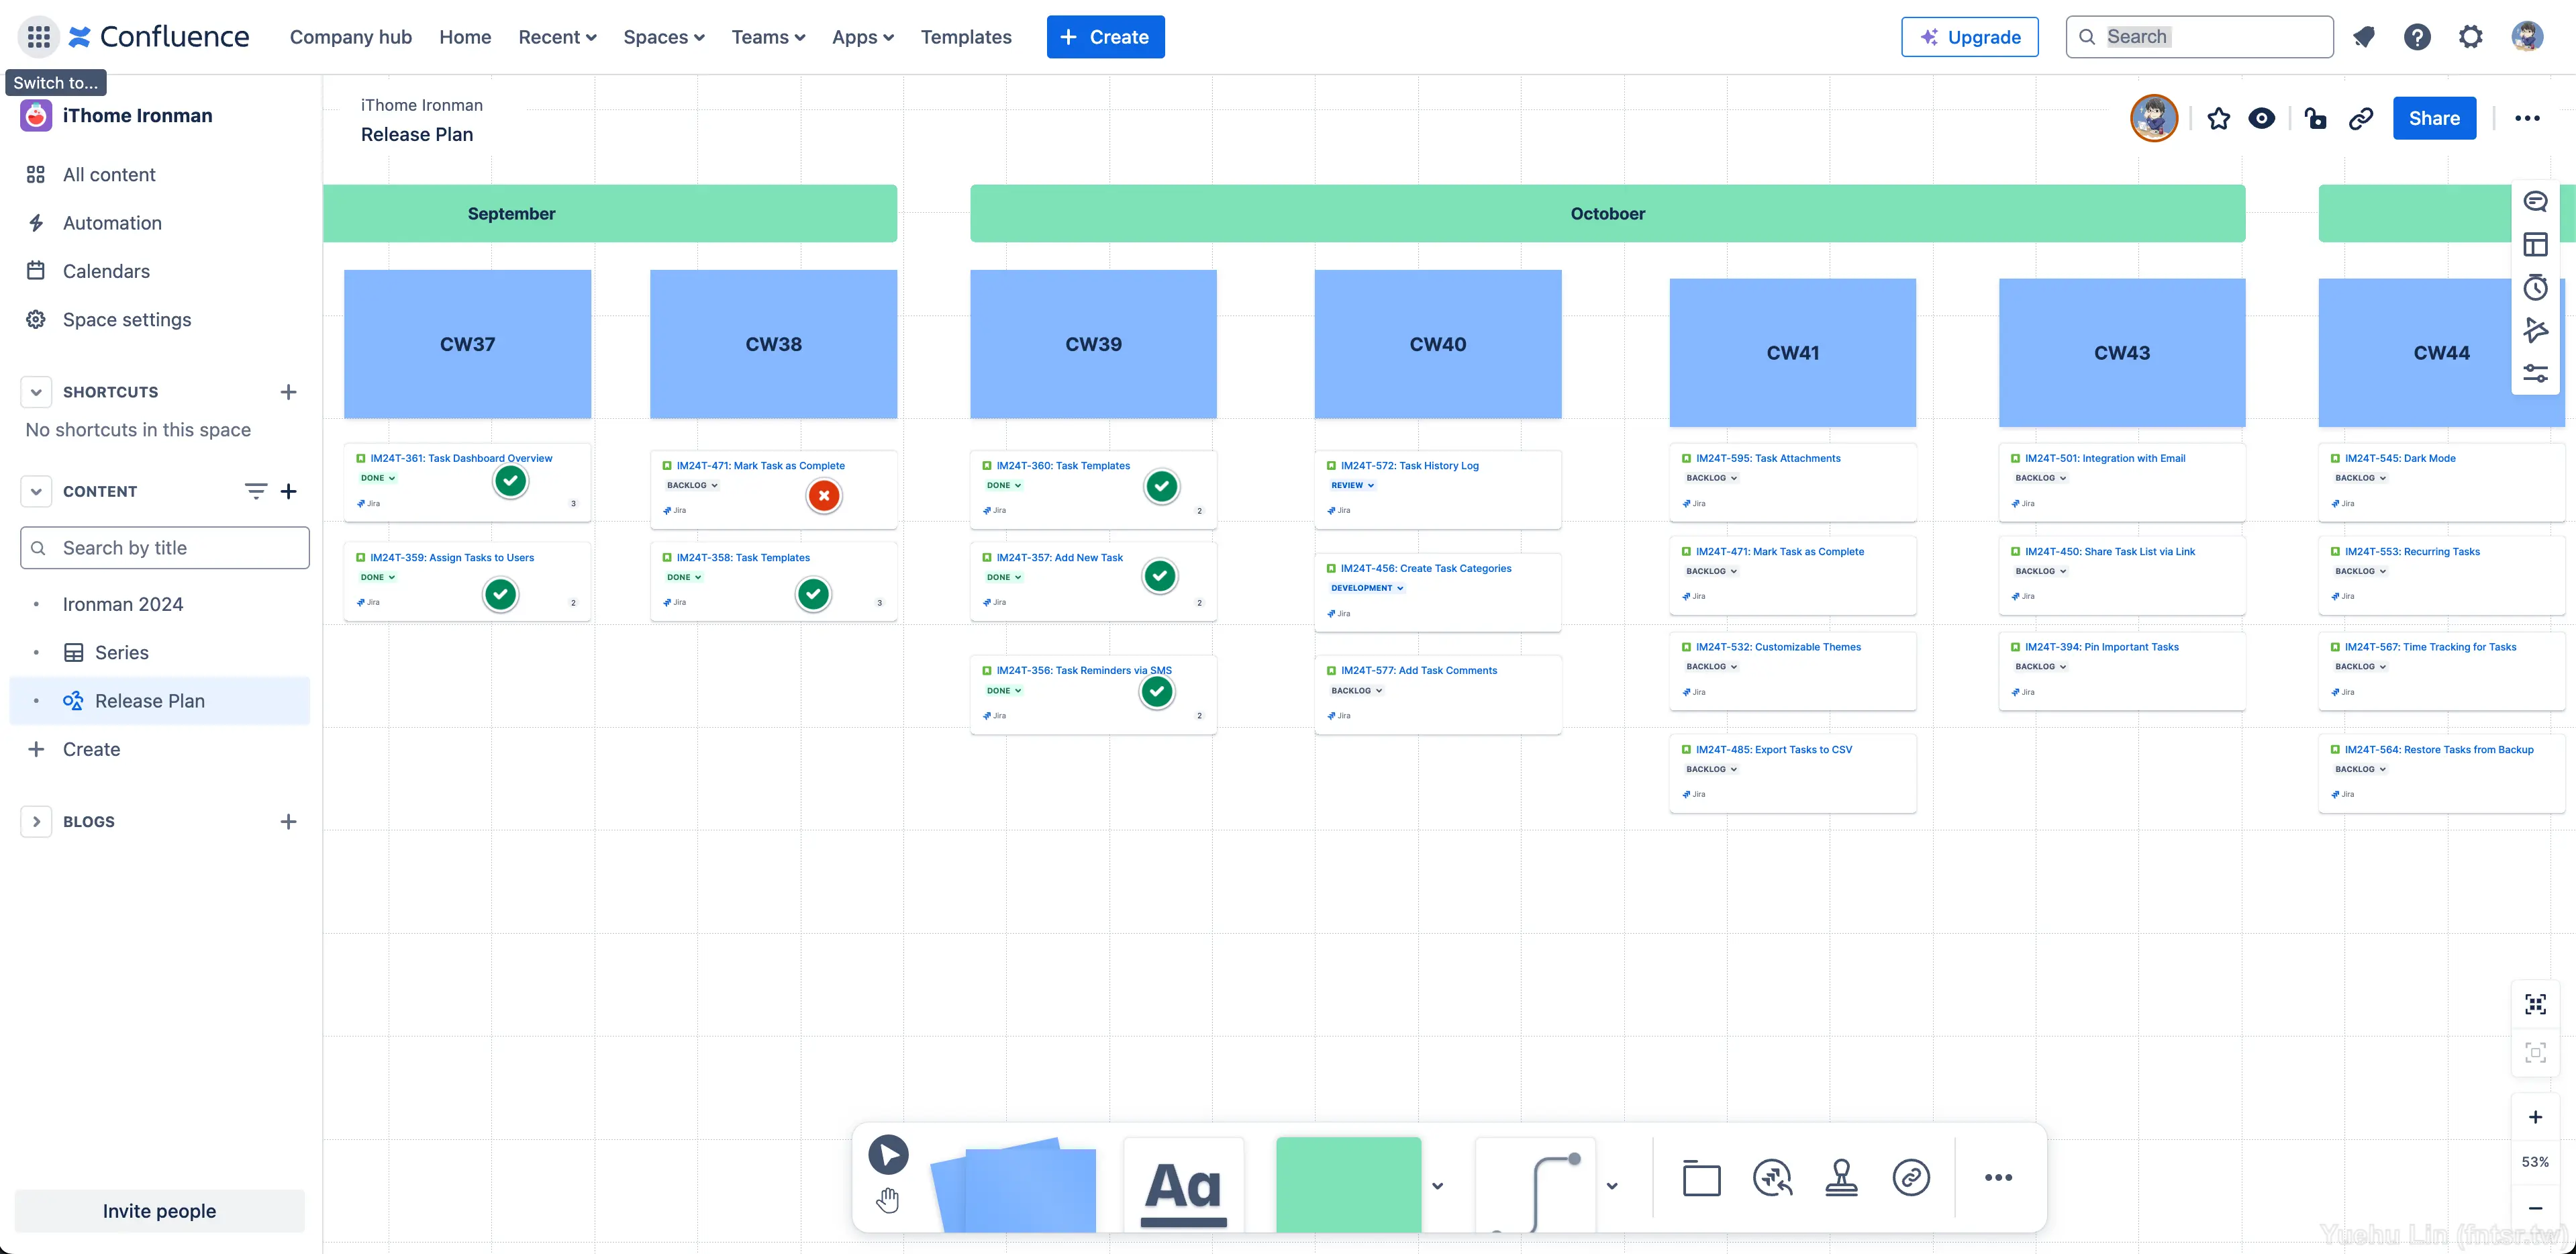 Confluence
Company hub
Home
Recent
Spaces
Teams
Apps
Templates
Create
Upgrade
Search
Switch to...
iThome Ironman
All content
Automation
Calendars
Space settings
SHORTCUTS
No shortcuts in this space
CONTENT
Search by title
Ironman 2024
Series
Release Plan
Create
BLOGS
Invite people
iThome Ironman
Release Plan
Share
September
Octoboer
CW37
IM24T-361: Task Dashboard Overview
DONE
Jira
3
IM24T-359: Assign Tasks to Users
DONE
Jira
2
CW38
IM24T-471: Mark Task as Complete
BACKLOG
Jira
IM24T-358: Task Templates
DONE
Jira
3
CW39
IM24T-360: Task Templates
DONE
Jira
2
IM24T-357: Add New Task
DONE
Jira
2
IM24T-356: Task Reminders via SMS
DONE
Jira
2
CW40
IM24T-572: Task History Log
REVIEW
Jira
IM24T-456: Create Task Categories
DEVELOPMENT
Jira
IM24T-577: Add Task Comments
BACKLOG
Jira
CW41
IM24T-595: Task Attachments
BACKLOG
Jira
IM24T-471: Mark Task as Complete
BACKLOG
Jira
IM24T-532: Customizable Themes
BACKLOG
Jira
IM24T-485: Export Tasks to CSV
BACKLOG
Jira
CW43
IM24T-501: Integration with Email
BACKLOG
Jira
IM24T-450: Share Task List via Link
BACKLOG
Jira
IM24T-394: Pin Important Tasks
BACKLOG
Jira
CW44
IM24T-545: Dark Mode
BACKLOG
Jira
IM24T-553: Recurring Tasks
BACKLOG
Jira
IM24T-567: Time Tracking for Tasks
BACKLOG
Jira
IM24T-564: Restore Tasks from Backup
BACKLOG
Jira
Aa
53%
Yuehu Lin (fntsr.tw)